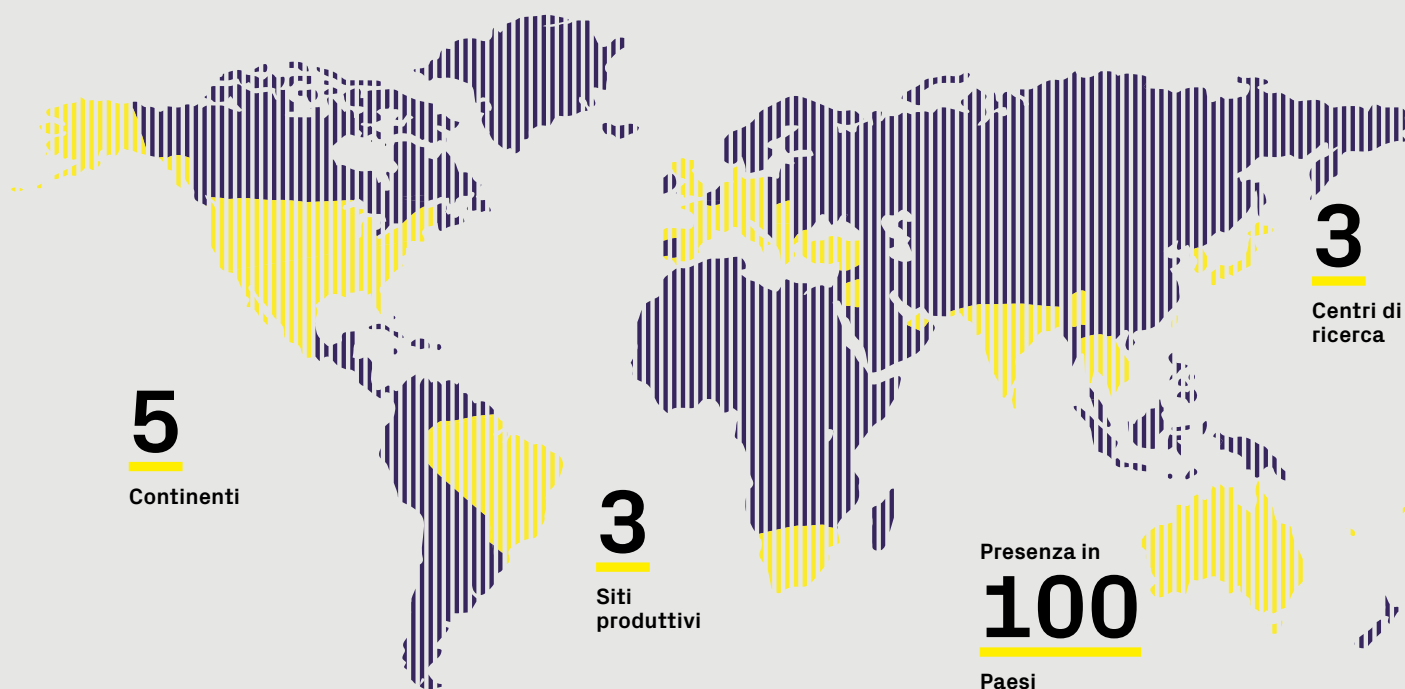 3
Centri di
ricerca
5
Continenti
3
Siti
produttivi
Presenza in
100
Paesi